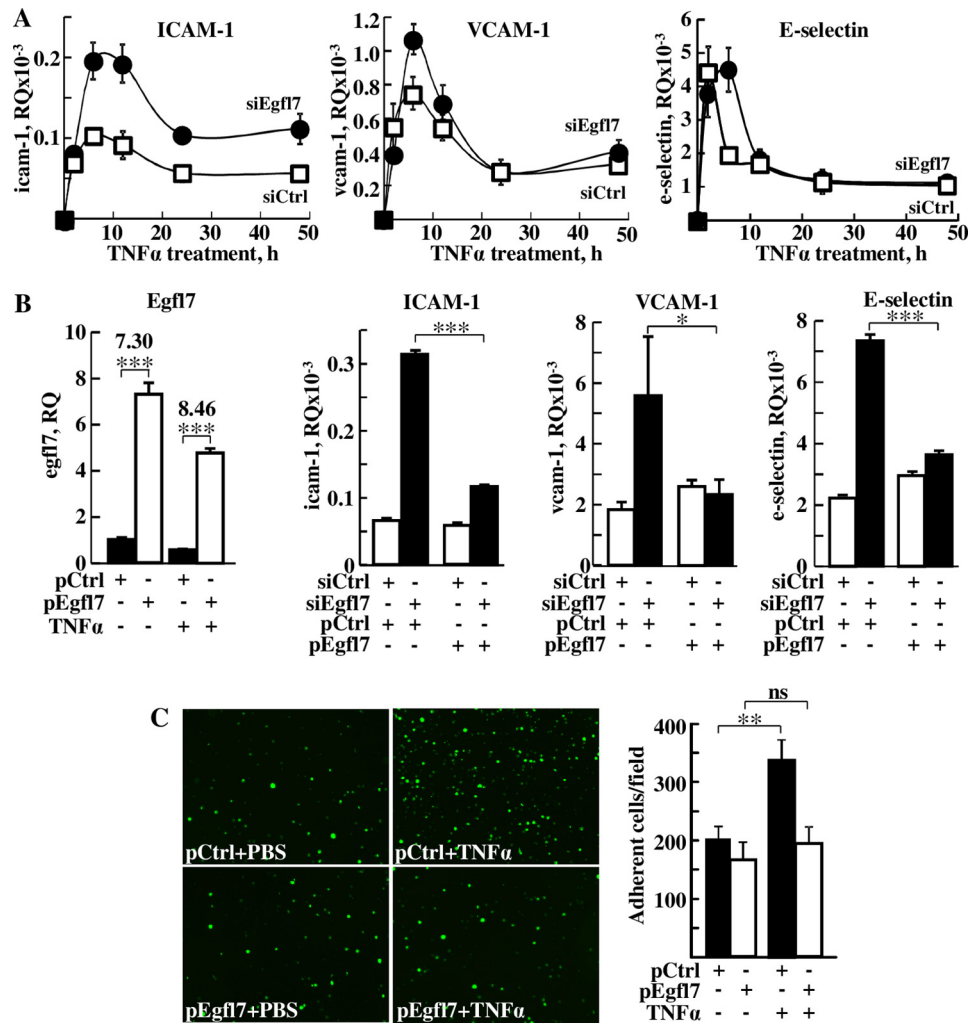 A
ICAM-1
VCAM-1
E-selectin
icam-1, RQx10-3
0.2
0.1
siEgfl7
siCtrl
0 10 20 30 40 50
TNFα treatment, h
vcam-1, RQx10-3
1.2
1.0
0.8
0.6
0.4
0.2
siEgfl7
siCtrl
0 10 20 30 40 50
TNFα treatment, h
e-selectin, RQx10-3
6
5
4
3
2
1
siEgfl7
siCtrl
0 10 20 30 40 50
TNFα treatment, h
B
Egfl7
ICAM-1
VCAM-1
E-selectin
egfl7, RQ
10
8
6
4
2
0
7.30
***
8.46
***
pCtrl + - + -
pEgfl7 - + - +
TNFα - - + +
icam-1, RQx10-3
0.3
0.2
0.1
0
***
siCtrl + - + -
siEgfl7 - + - +
pCtrl + + - -
pEgfl7 - - + +
vcam-1, RQx10-3
8
6
4
2
0
*
siCtrl + - + -
siEgfl7 - + - +
pCtrl + + - -
pEgfl7 - - + +
e-selectin, RQx10-3
8
6
4
2
0
***
siCtrl + - + -
siEgfl7 - + - +
pCtrl + + - -
pEgfl7 - - + +
C
pCtrl+PBS
pCtrl+TNFα
pEgfl7+PBS
pEgfl7+TNFα
Adherent cells/field
400
300
200
100
**
ns
pCtrl + - + -
pEgfl7 - + - +
TNFα - - + +